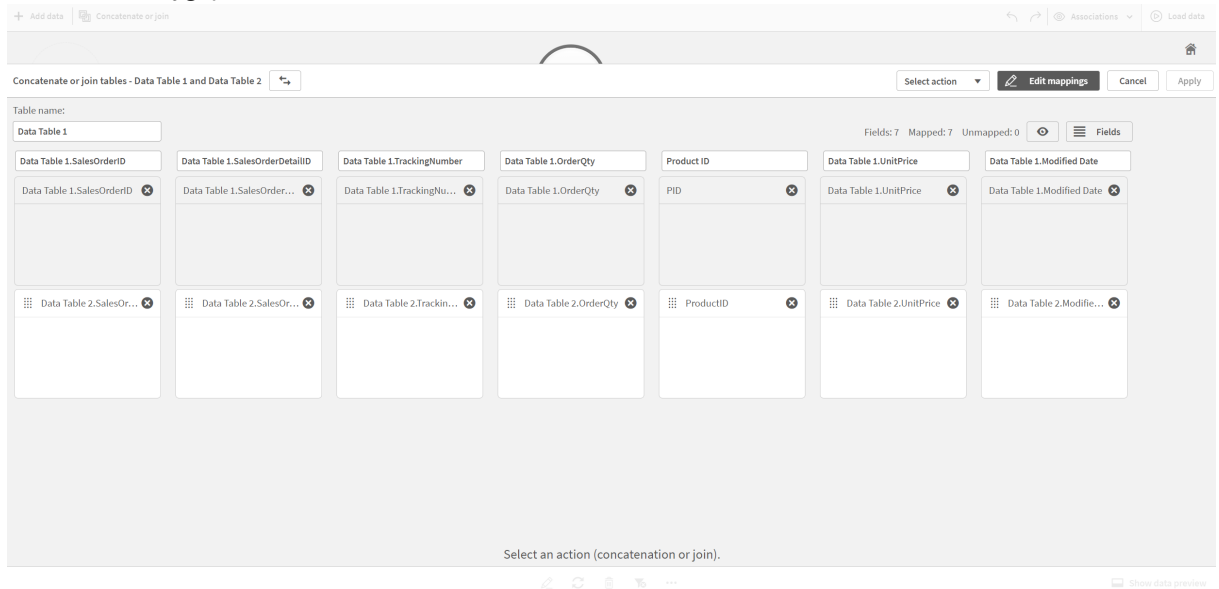 Add data Concatenate or join Associations Load data
Concatenate or join tables - Data Table 1 and Data Table 2 Select action Edit mappings Cancel Apply
Table name:
Data Table 1 Fields: 7 Mapped: 7 Unmapped: 0 Fields
Data Table 1.SalesOrderID Data Table 1.SalesOrderDetailID Data Table 1.TrackingNumber Data Table 1.OrderQty Product ID Data Table 1.UnitPrice Data Table 1.Modified Date
Data Table 1.SalesOrderID Data Table 1.SalesOrder... Data Table 1.TrackingNu... Data Table 1.OrderQty PID Data Table 1.UnitPrice Data Table 1.Modified Date
Data Table 2.SalesOr... Data Table 2.SalesOr... Data Table 2.Trackin... Data Table 2.OrderQty ProductID Data Table 2.UnitPrice Data Table 2.Modifie...
Select an action (concatenation or join).
Show data preview